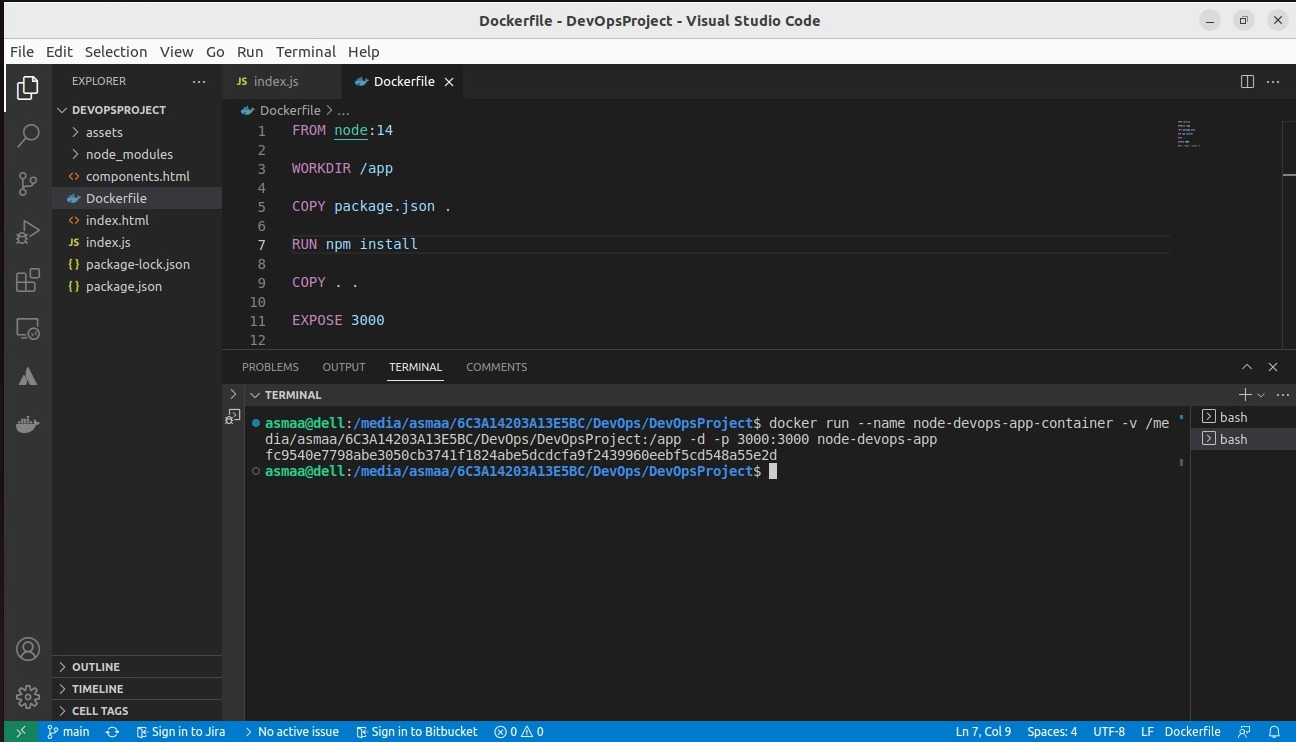 Dockerfile - DevOpsProject - Visual Studio Code
File Edit Selection View Go Run Terminal Help
EXPLORER
DEVOPSPROJECT
assets
node_modules
components.html
Dockerfile
index.html
JS index.js
{} package-lock.json
{} package.json
OUTLINE
TIMELINE
CELL TAGS
JS index.js Dockerfile
Dockerfile > ...
1 FROM node:14
2
3 WORKDIR /app
4
5 COPY package.json .
6
7 RUN npm install
8
9 COPY . .
10
11 EXPOSE 3000
12
PROBLEMS OUTPUT TERMINAL COMMENTS
TERMINAL
asmaa@dell:/media/asmaa/6C3A14203A13E5BC/DevOps/DevOpsProject$ docker run --name node-devops-app-container -v /me
dia/asmaa/6C3A14203A13E5BC/DevOps/DevOpsProject:/app -d -p 3000:3000 node-devops-app
fc9540e7798abe3050cb3741f1824abe5dcdcfa9f2439960eebf5cd548a55e2d
asmaa@dell:/media/asmaa/6C3A14203A13E5BC/DevOps/DevOpsProject$
bash
bash
main Sign in to Jira No active issue Sign in to Bitbucket 0 0 Ln 7, Col 9 Spaces: 4 UTF-8 LF Dockerfile